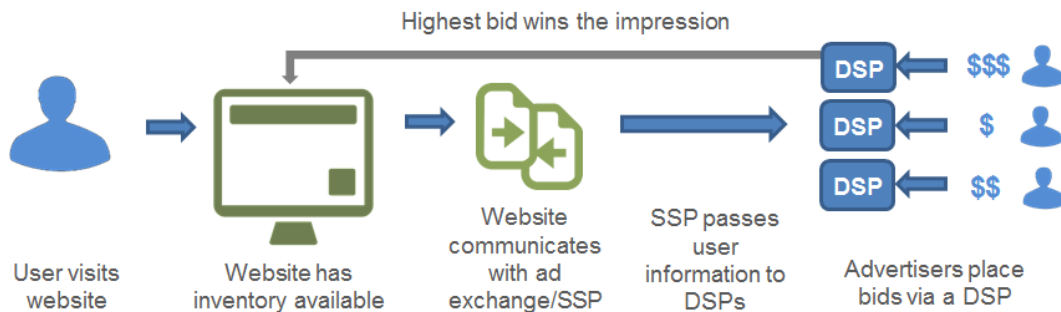 Highest bid wins the impression
DSP
$$$
DSP
$
DSP
$$
User visits
website
Website has
inventory available
Website
communicates
with ad
exchange/SSP
SSP passes
user
information to
DSPs
Advertisers place
bids via a DSP